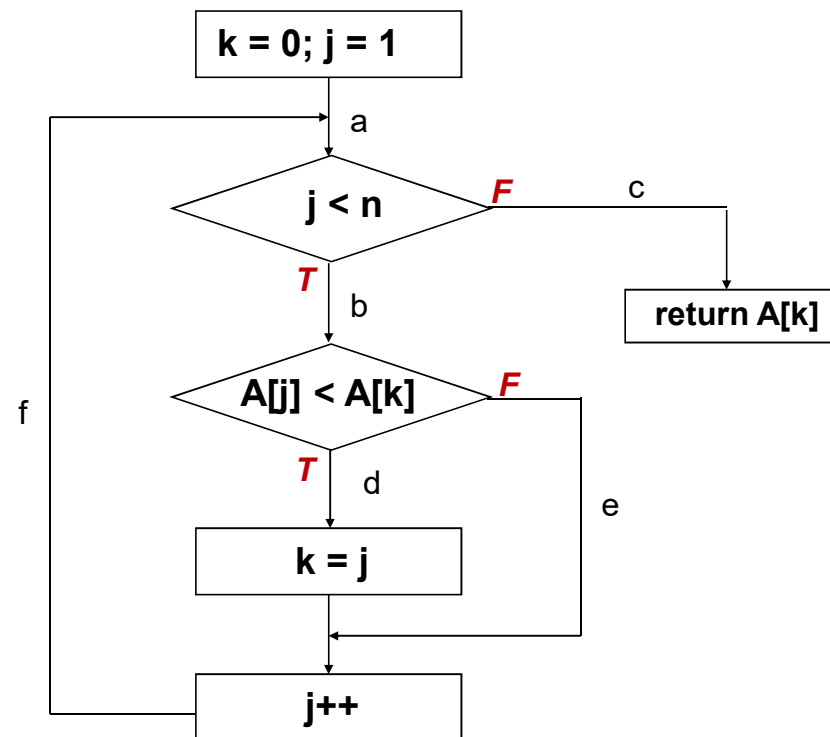 k = 0; j = 1
a
j < n
F
c
T
b
return A[k]
A[j] < A[k]
F
f
T
d
e
k = j
j++